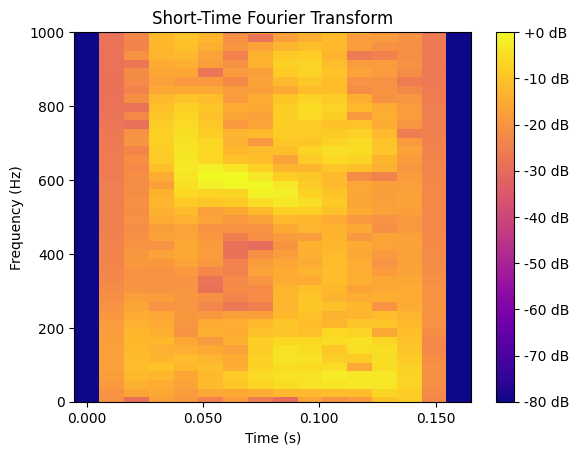 Short-Time Fourier Transform
Frequency (Hz)
1000
800
600
400
200
0
0.000
0.050
0.100
0.150
Time (s)
+0 dB
-10 dB
-20 dB
-30 dB
-40 dB
-50 dB
-60 dB
-70 dB
-80 dB